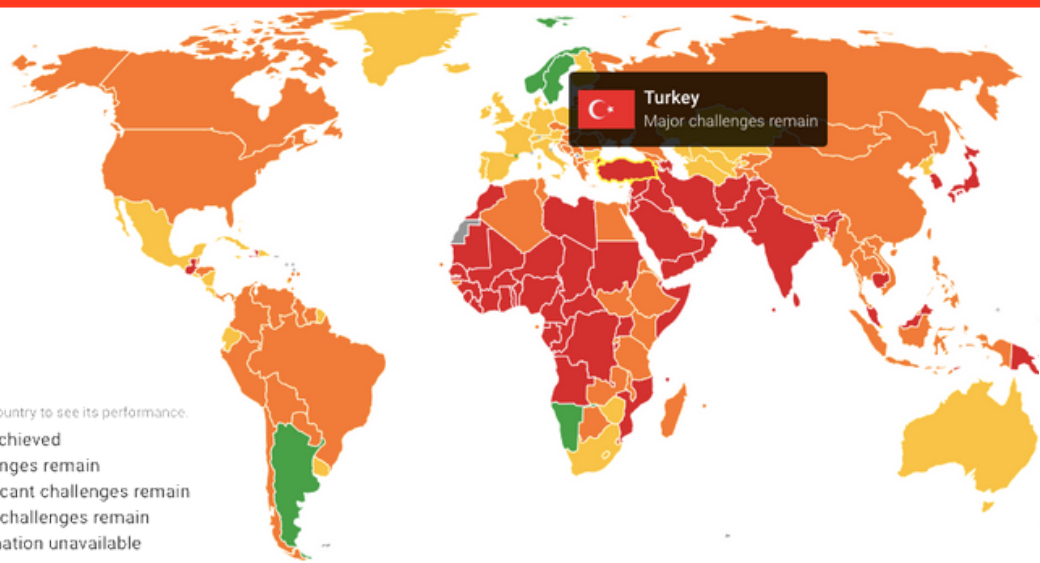 Turkey
Major challenges remain
ountry to see its performance.
chieved
nges remain
cant challenges remain
challenges remain
nation unavailable